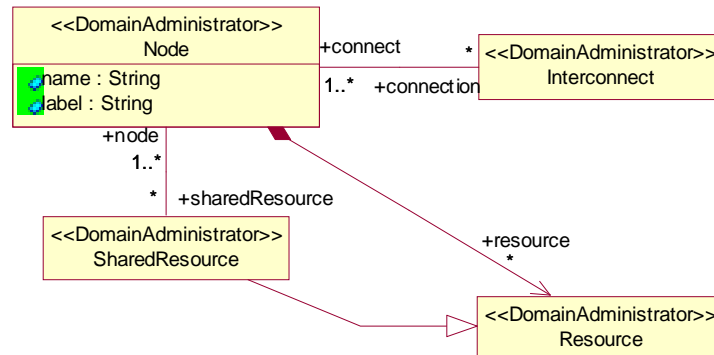 <<DomainAdministrator>>
Node
name : String
label : String
+connect
*
1..*
+connection
<<DomainAdministrator>>
Interconnect
+node
1..*
*
+sharedResource
<<DomainAdministrator>>
SharedResource
+resource
*
<<DomainAdministrator>>
Resource